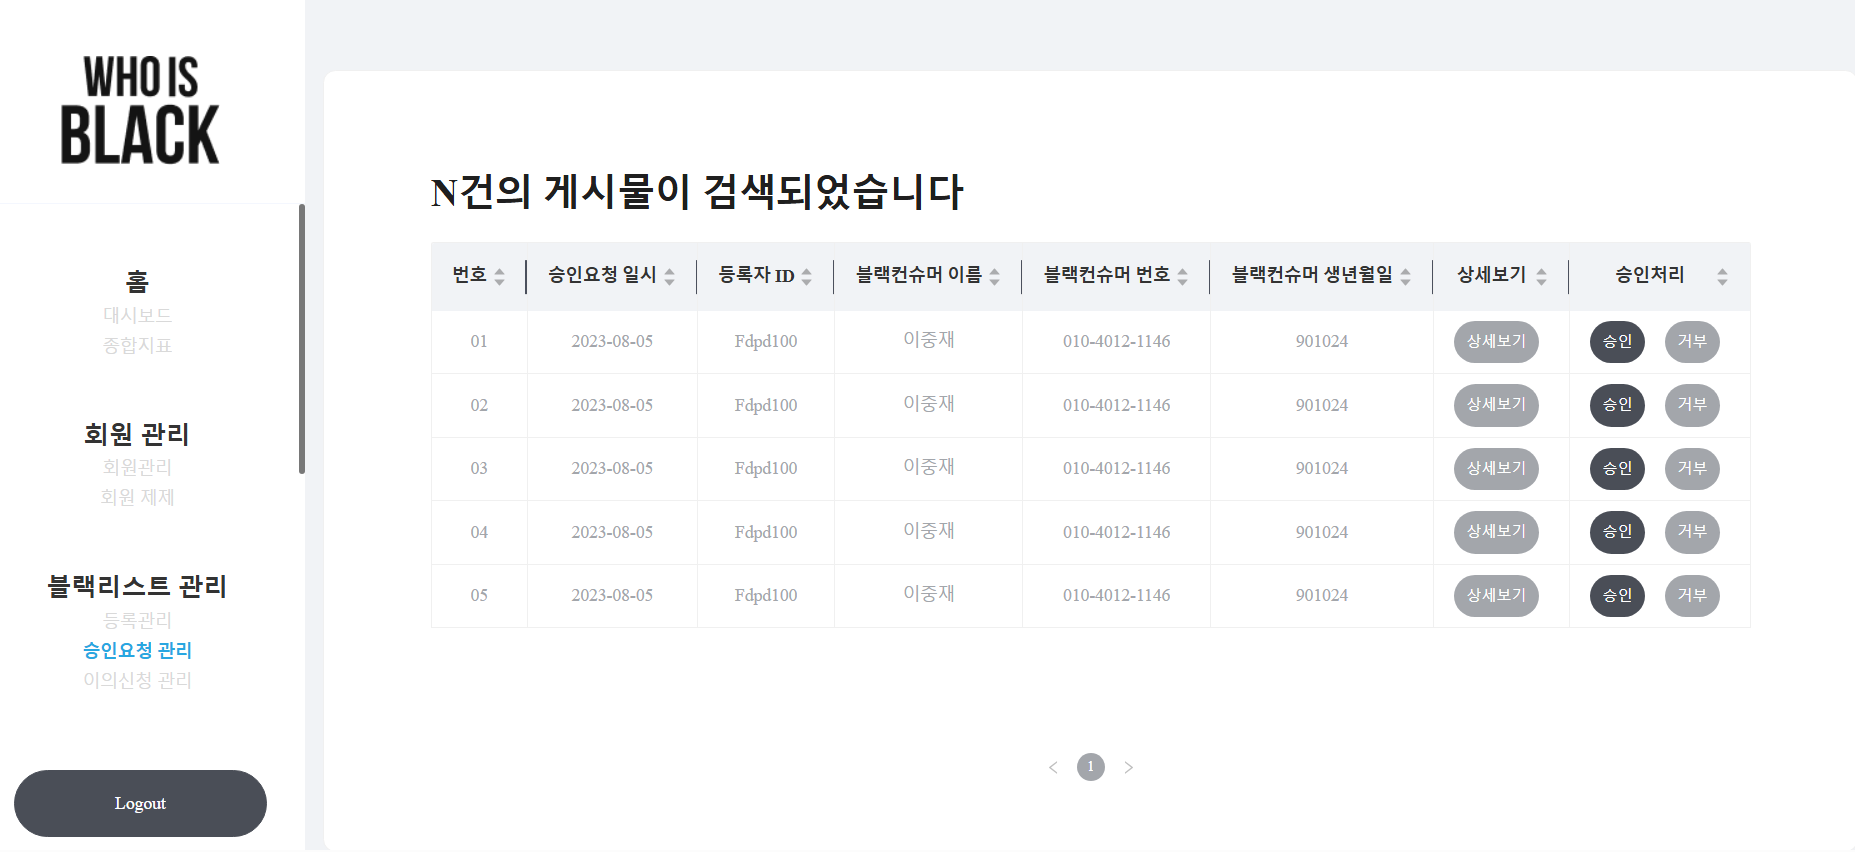 WHO IS
BLACK
홈
대시보드
종합지표
회원 관리
회원관리
회원 제제
블랙리스트 관리
등록관리
승인요청 관리
이의신청 관리
Logout
N건의 게시물이 검색되었습니다
번호 승인요청 일시 등록자 ID 블랙컨슈머 이름 블랙컨슈머 번호 블랙컨슈머 생년월일 상세보기 승인처리
01 2023-08-05 Fdpd100 이중재 010-4012-1146 901024 상세보기 승인 거부
02 2023-08-05 Fdpd100 이중재 010-4012-1146 901024 상세보기 승인 거부
03 2023-08-05 Fdpd100 이중재 010-4012-1146 901024 상세보기 승인 거부
04 2023-08-05 Fdpd100 이중재 010-4012-1146 901024 상세보기 승인 거부
05 2023-08-05 Fdpd100 이중재 010-4012-1146 901024 상세보기 승인 거부
< 1 >